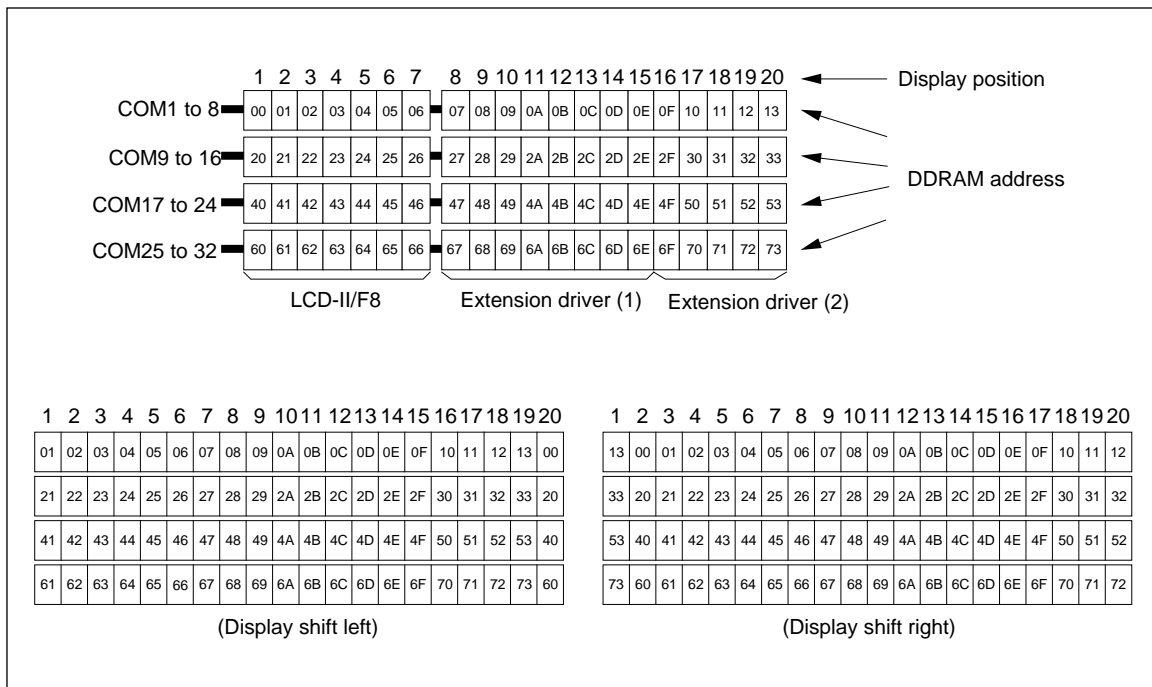 1 2 3 4 5 6 7 8 9 10 11 12 13 14 15 16 17 18 19 20 Display position
COM1 to 8 00 01 02 03 04 05 06 07 08 09 0A 0B 0C 0D 0E 0F 10 11 12 13
COM9 to 16 20 21 22 23 24 25 26 27 28 29 2A 2B 2C 2D 2E 2F 30 31 32 33
DDRAM address
COM17 to 24 40 41 42 43 44 45 46 47 48 49 4A 4B 4C 4D 4E 4F 50 51 52 53
COM25 to 32 60 61 62 63 64 65 66 67 68 69 6A 6B 6C 6D 6E 6F 70 71 72 73
LCD-II/F8 Extension driver (1) Extension driver (2)
1 2 3 4 5 6 7 8 9 10 11 12 13 14 15 16 17 18 19 20
01 02 03 04 05 06 07 08 09 0A 0B 0C 0D 0E 0F 10 11 12 13 00
21 22 23 24 25 26 27 28 29 2A 2B 2C 2D 2E 2F 30 31 32 33 20
41 42 43 44 45 46 47 48 49 4A 4B 4C 4D 4E 4F 50 51 52 53 40
61 62 63 64 65 66 67 68 69 6A 6B 6C 6D 6E 6F 70 71 72 73 60
(Display shift left)
1 2 3 4 5 6 7 8 9 10 11 12 13 14 15 16 17 18 19 20
13 00 01 02 03 04 05 06 07 08 09 0A 0B 0C 0D 0E 0F 10 11 12
33 20 21 22 23 24 25 26 27 28 29 2A 2B 2C 2D 2E 2F 30 31 32
53 40 41 42 43 44 45 46 47 48 49 4A 4B 4C 4D 4E 4F 50 51 52
73 60 61 62 63 64 65 66 67 68 69 6A 6B 6C 6D 6E 6F 70 71 72
(Display shift right)